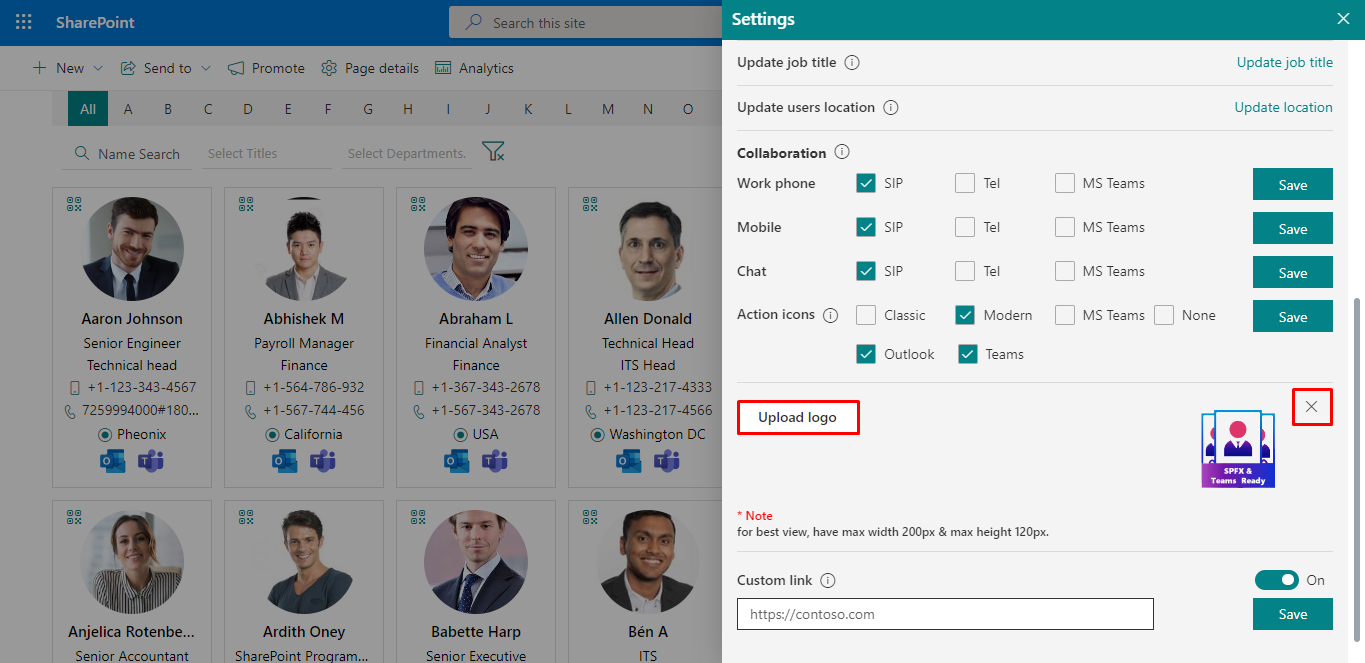 SharePoint
Search this site
New
Send to
Promote
Page details
Analytics
All A B C D E F G H I J K L M N O
Name Search
Select Titles
Select Departments.
Aaron Johnson
Senior Engineer
Technical head
+1-123-343-4567
7259994000#180...
Pheonix
Abhishek M
Payroll Manager
Finance
+1-564-786-932
+1-567-744-456
California
Abraham L
Financial Analyst
Finance
+1-367-343-2678
+1-567-343-2678
USA
Allen Donald
Technical Head
ITS Head
+1-123-217-4333
+1-123-217-4566
Washington DC
Anjelica Rotenbe...
Senior Accountant
Ardith Oney
SharePoint Program...
Babette Harp
Senior Executive
Bén A
ITS
Settings
Update job title
Update job title
Update users location
Update location
Collaboration
Work phone SIP Tel MS Teams Save
Mobile SIP Tel MS Teams Save
Chat SIP Tel MS Teams Save
Action icons Classic Modern MS Teams None Save
Outlook Teams
Upload logo
SPFX &
Teams Ready
* Note
for best view, have max width 200px & max height 120px.
Custom link
On
https://contoso.com
Save